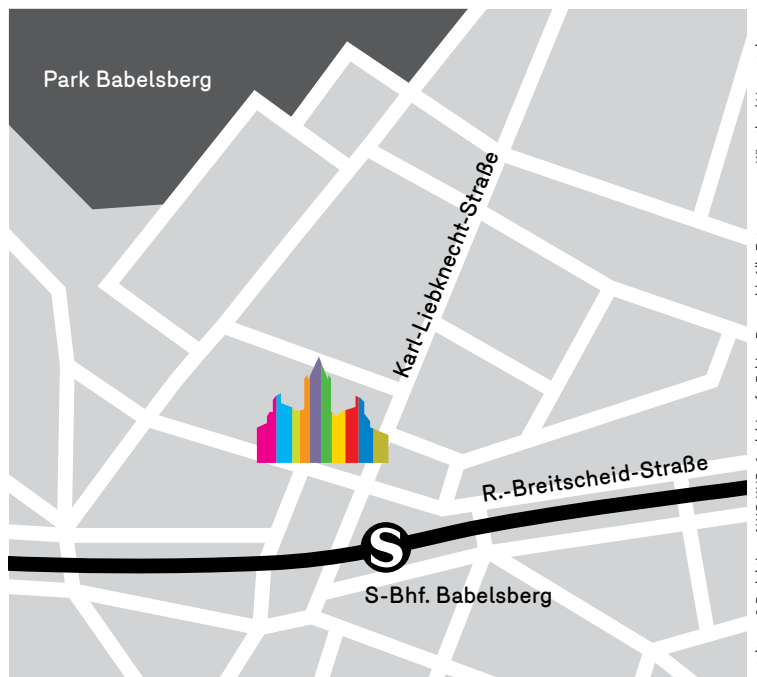 Park Babelsberg
Karl-Liebknecht-Straße
R.-Breitscheid-Straße
S
S-Bhf. Babelsberg